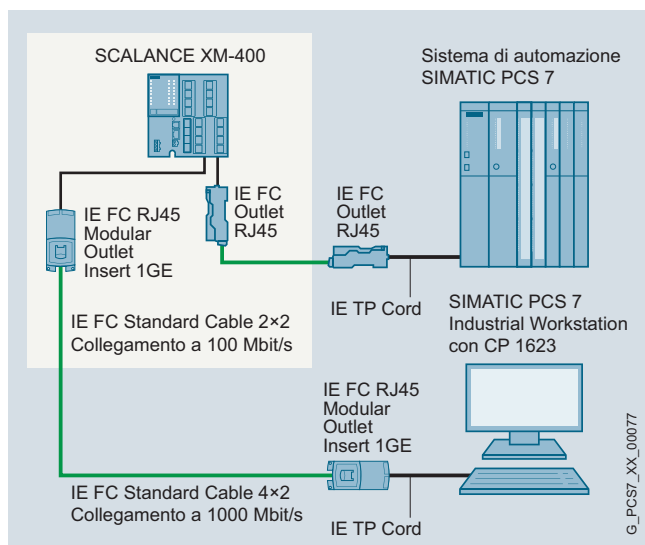 SCALANCE XM-400
Sistema di automazione
SIMATIC PCS 7
IE FC RJ45
Modular
Outlet
Insert 1GE
IE FC
Outlet
RJ45
IE FC
Outlet
RJ45
IE TP Cord
IE FC Standard Cable 2×2
Collegamento a 100 Mbit/s
SIMATIC PCS 7
Industrial Workstation
con CP 1623
IE FC RJ45
Modular
Outlet
Insert 1GE
IE FC Standard Cable 4×2
Collegamento a 1000 Mbit/s
IE TP Cord
G_PCS7_XX_00077